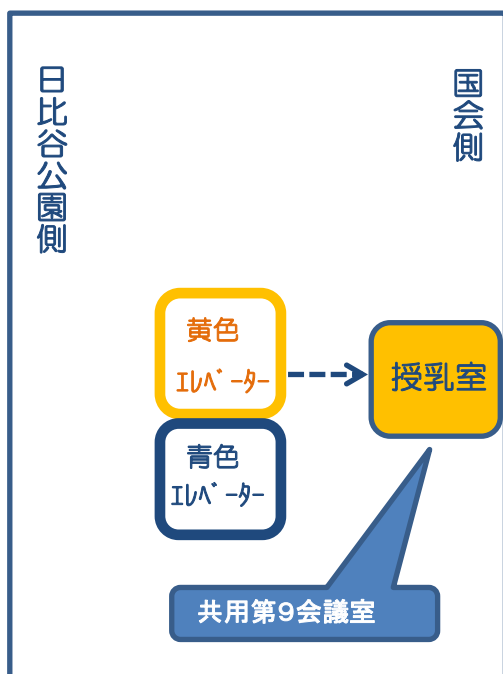 日比谷公園側
国会側
黄色
ｴﾚﾍﾞｰﾀｰ
授乳室
青色
ｴﾚﾍﾞｰﾀｰ
共用第９会議室